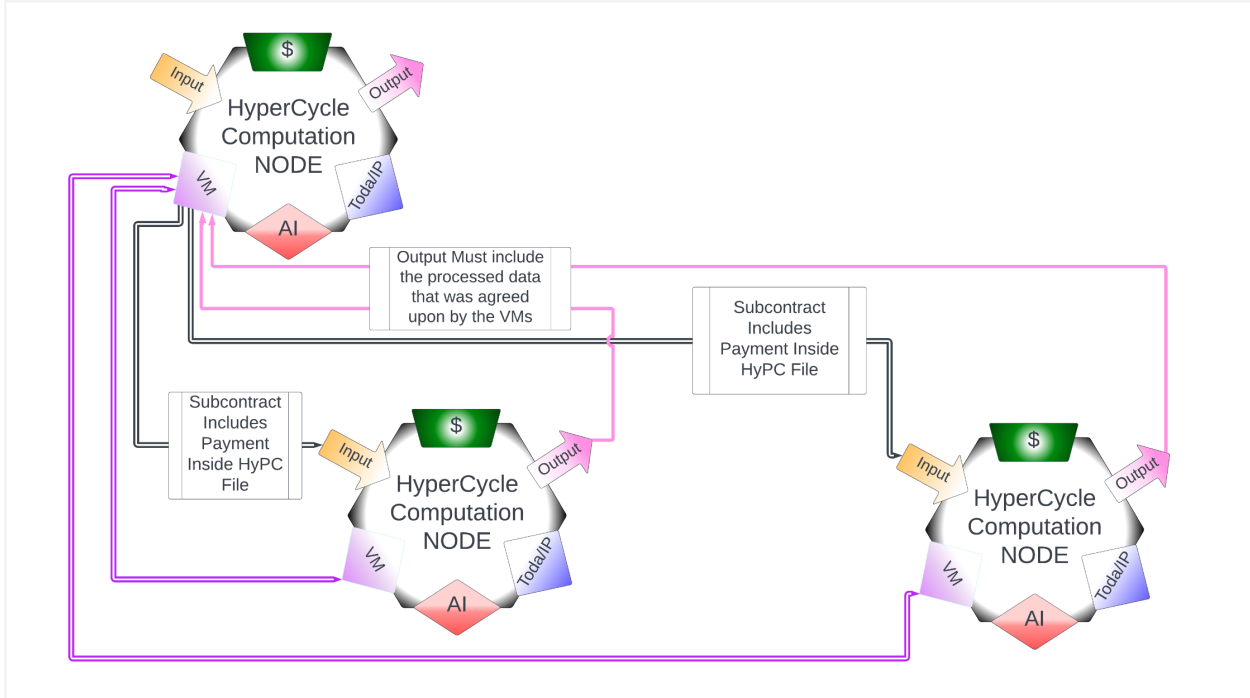 $
Input
Output
HyperCycle
Computation
NODE
VM
Toda/IP
AI
Output Must include
the processed data
that was agreed
upon by the VMs
Subcontract
Includes
Payment Inside
HyPC File
Subcontract
Includes
Payment
Inside HyPC
File
$
Input
Output
HyperCycle
Computation
NODE
VM
Toda/IP
AI
$
Input
Output
HyperCycle
Computation
NODE
VM
Toda/IP
AI